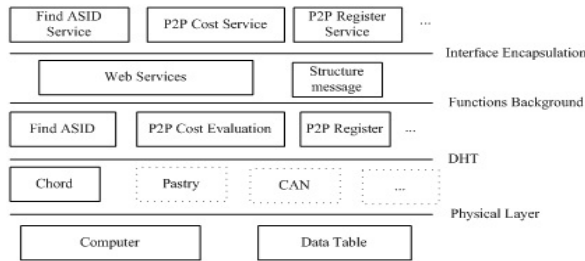 Find ASID Service
P2P Cost Service
P2P Register Service
...
Interface Encapsulation
Web Services
Structure message
Functions Background
Find ASID
P2P Cost Evaluation
P2P Register
...
DHT
Chord
Pastry
CAN
...
Physical Layer
Computer
Data Table